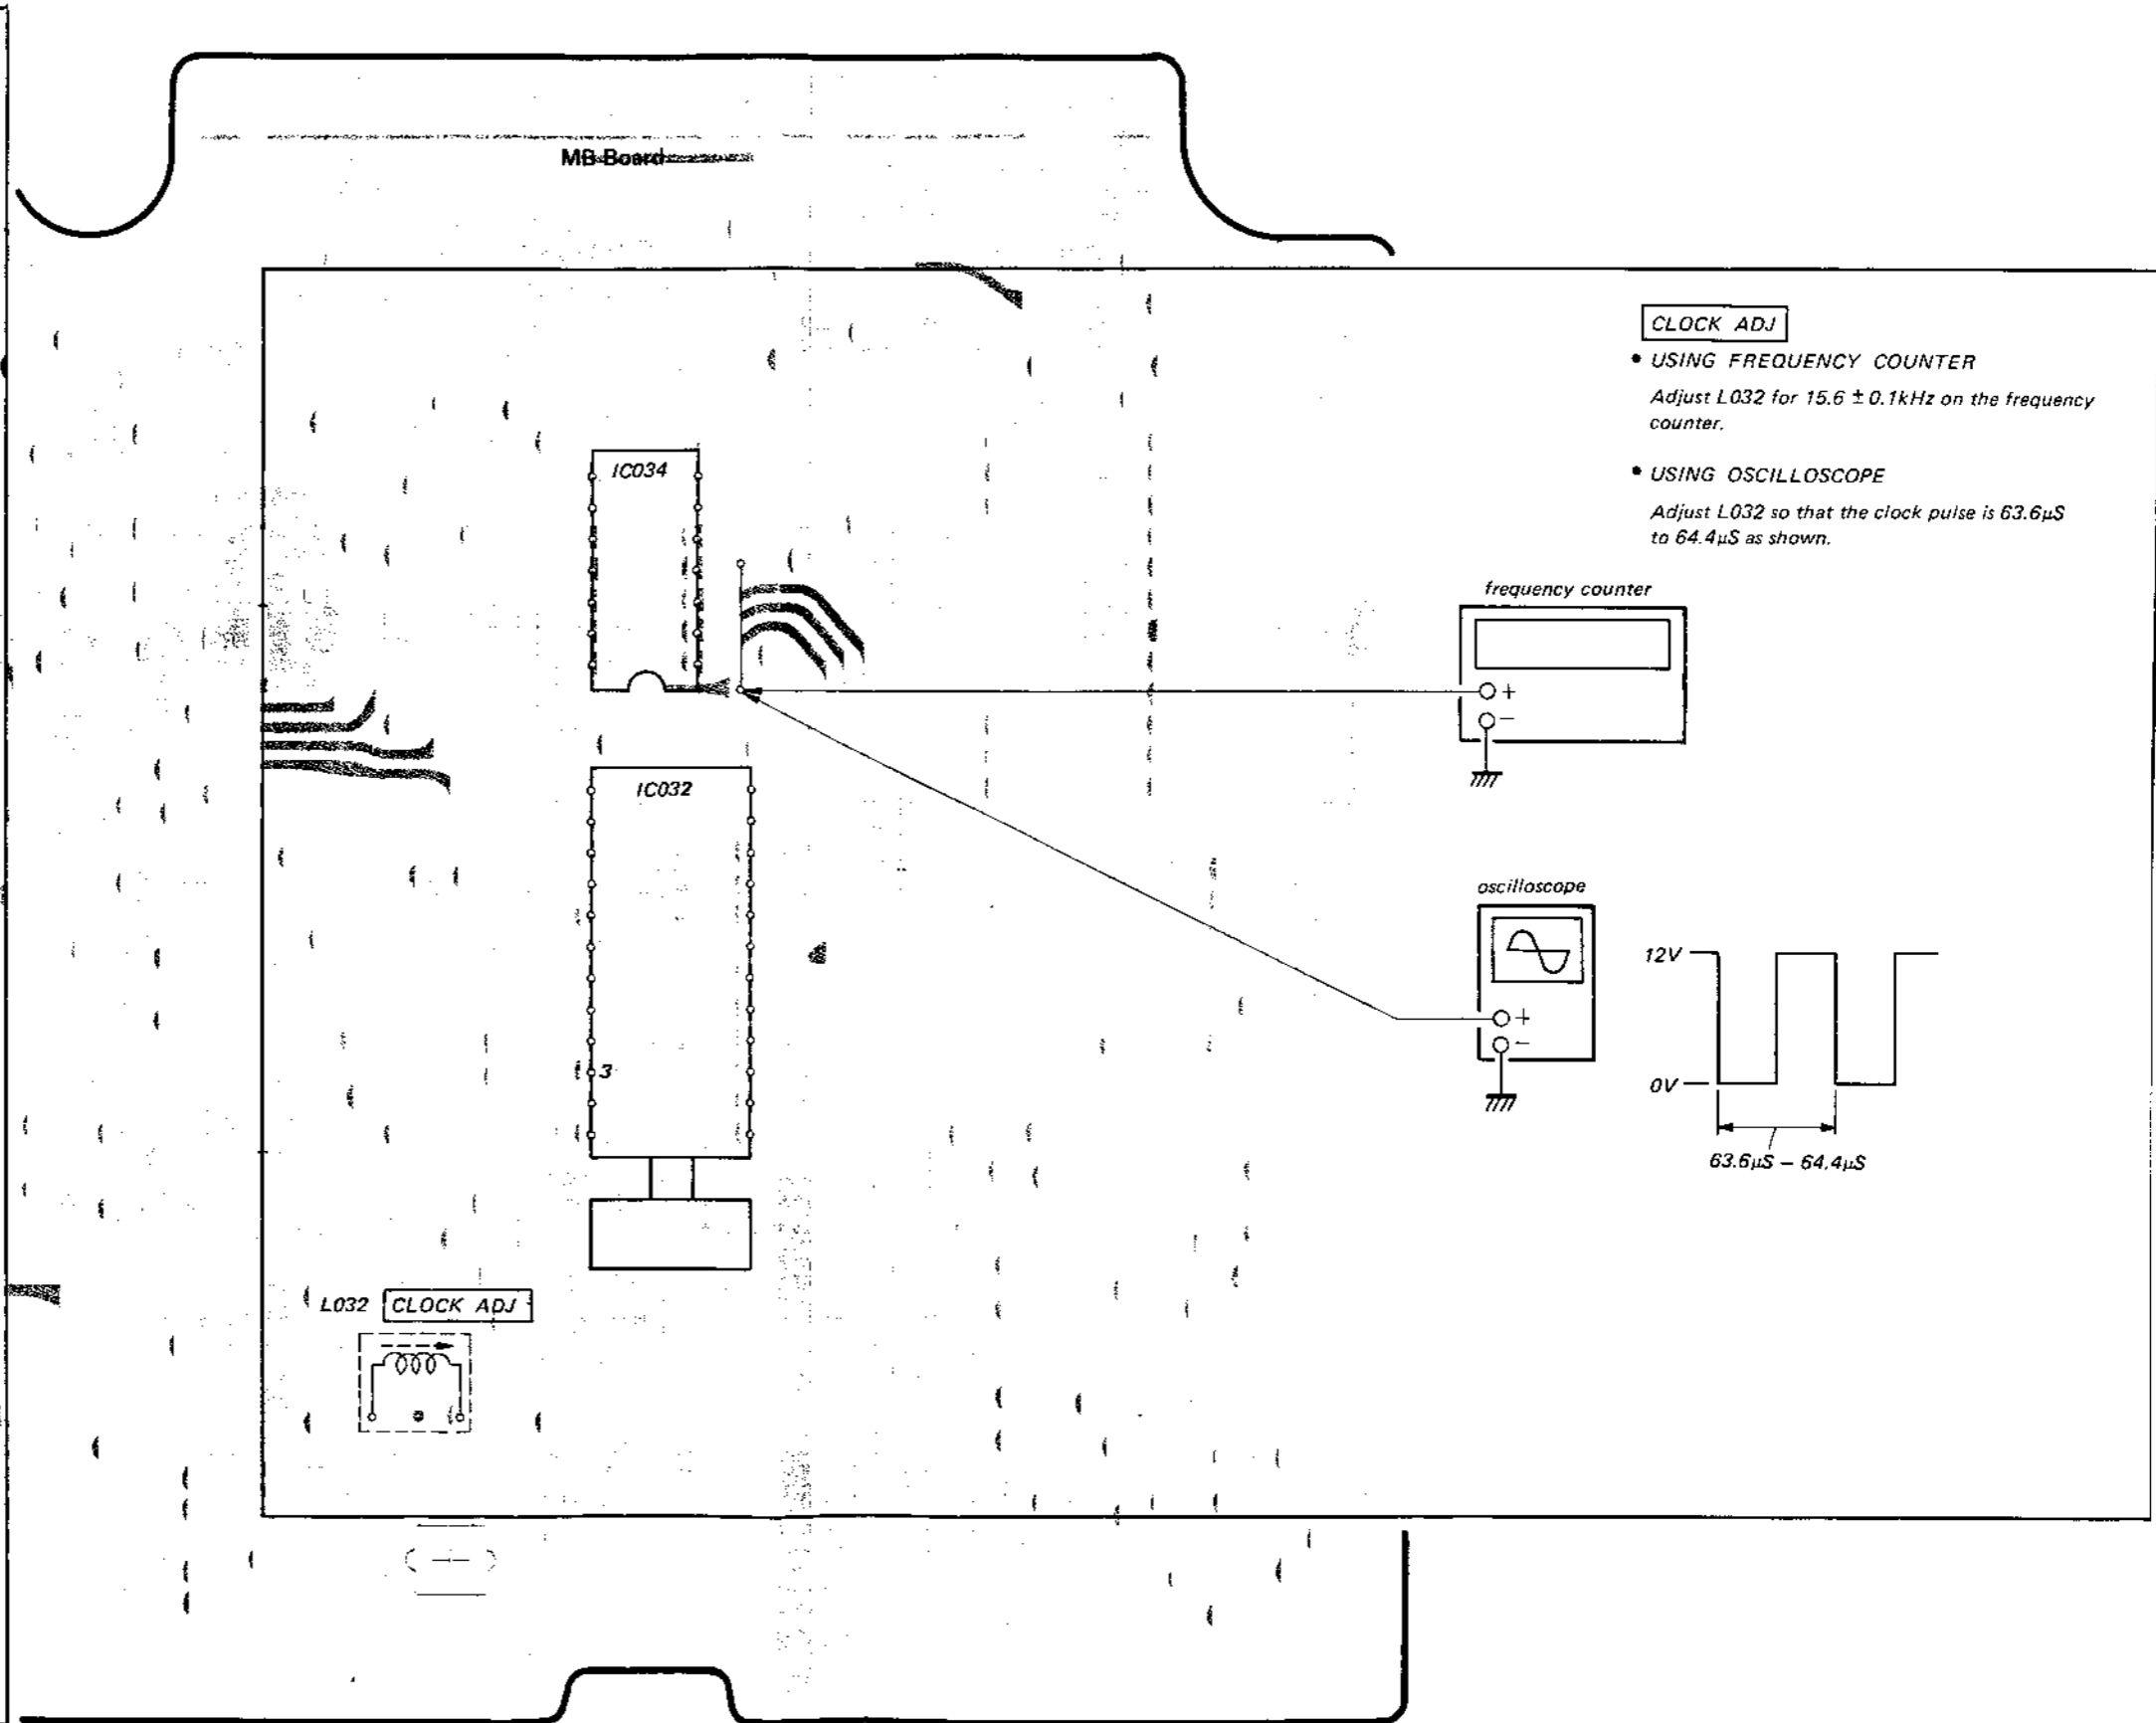 MB Board
CLOCK ADJ
• USING FREQUENCY COUNTER
Adjust L032 for 15.6 ± 0.1kHz on the frequency
counter.
• USING OSCILLOSCOPE
Adjust L032 so that the clock pulse is 63.6μS
to 64.4μS as shown.
IC034
frequency counter
+
−
IC032
3
oscilloscope
+
−
12V
0V
63.6μS – 64.4μS
L032 CLOCK ADJ